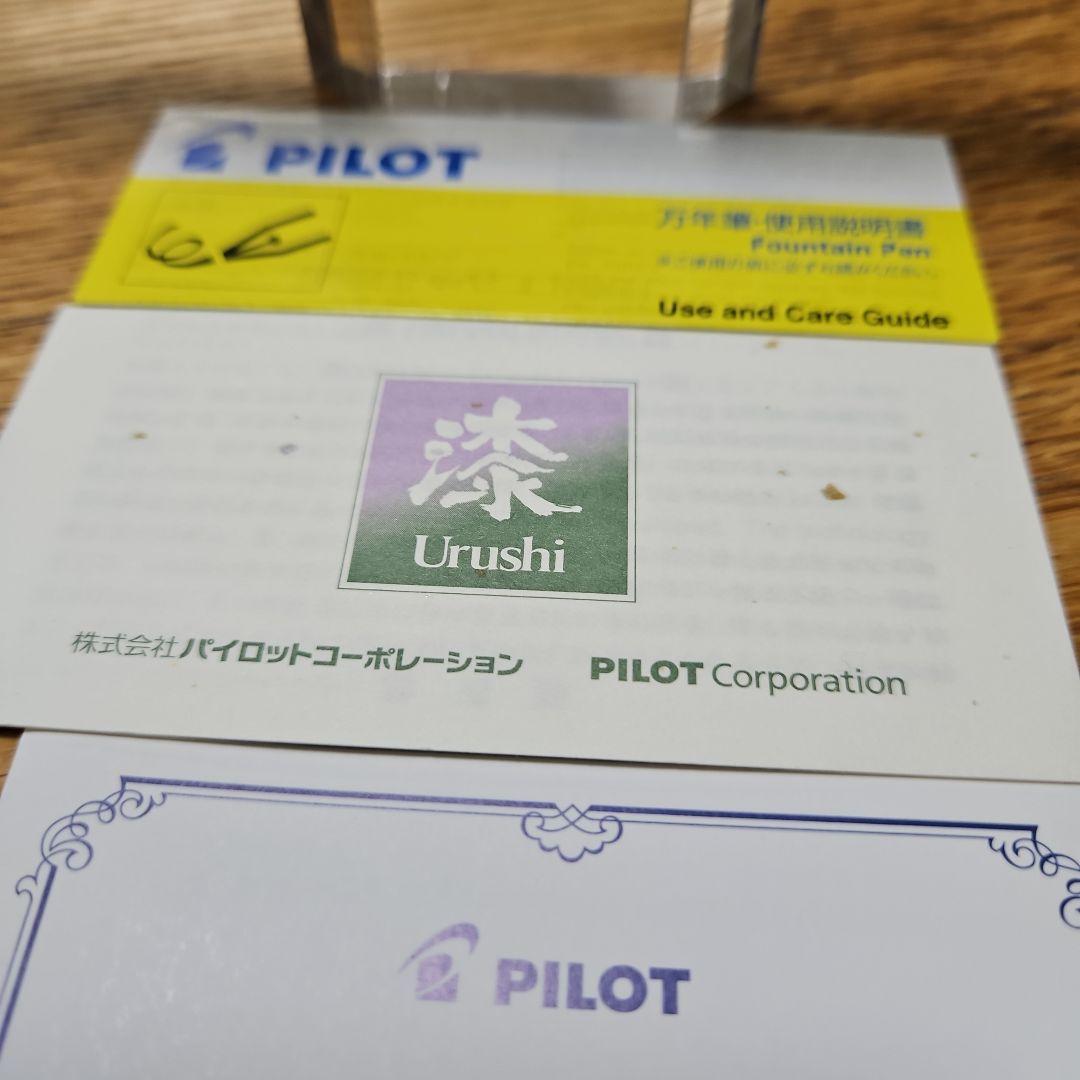 PILOT
万年筆・使用説明書
Fountain Pen
Use and Care Guide
漆
Urushi
株式会社パイロットコーポレーション
PILOT Corporation
PILOT